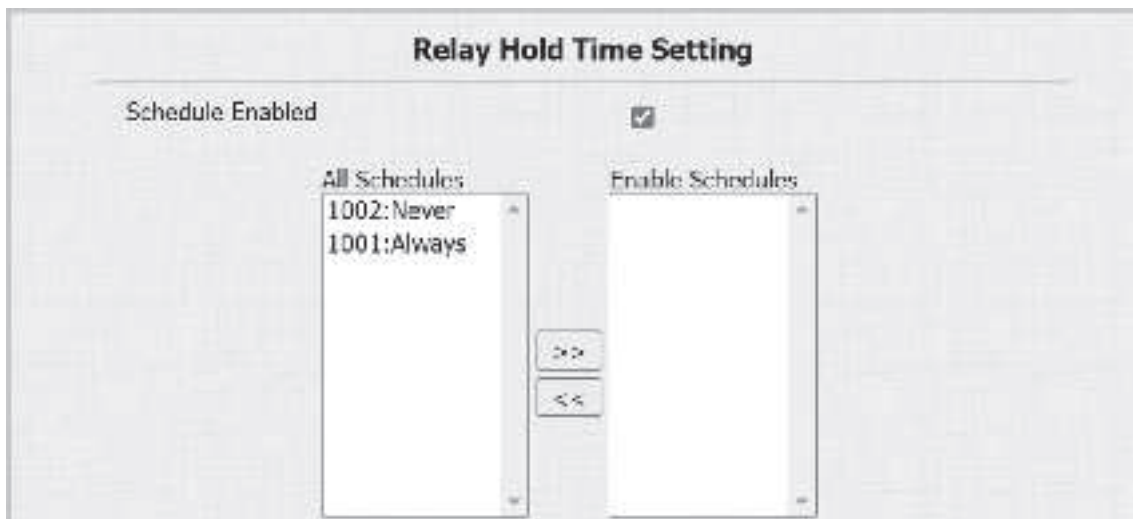 Relay Hold Time Setting
Schedule Enabled
All Schedules
Enable Schedules
1002:Never
1001:Always
>>
<<